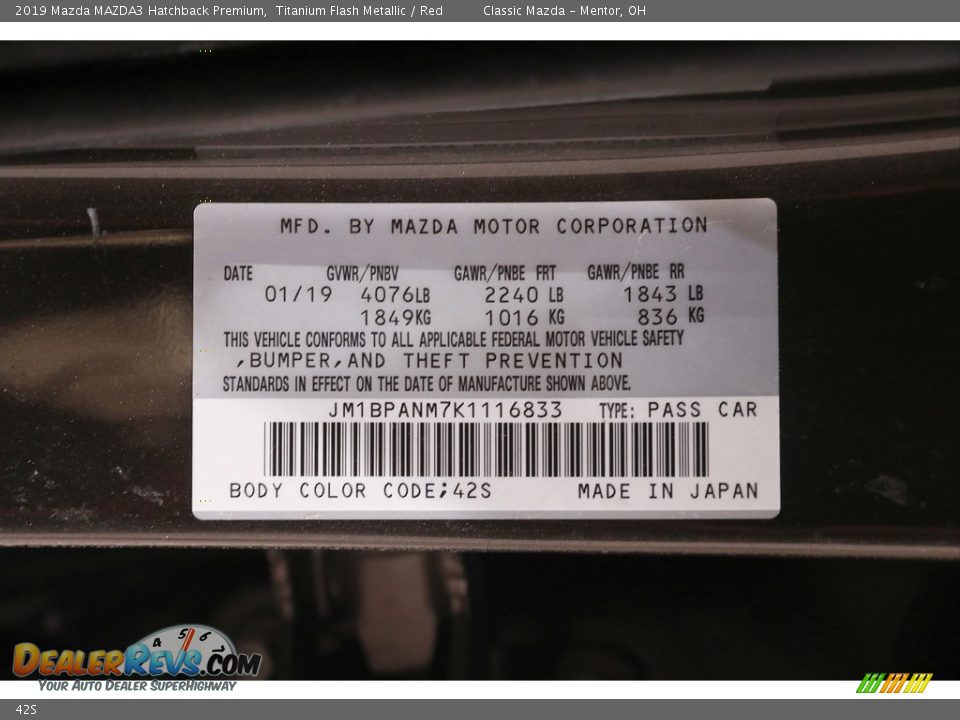 2019 Mazda MAZDA3 Hatchback Premium, Titanium Flash Metallic / Red Classic Mazda – Mentor, OH
MFD. BY MAZDA MOTOR CORPORATION
DATE GVWR/PNBV GAWR/PNBE FRT GAWR/PNBE RR
01/19 4076LB 2240 LB 1843 LB
1849KG 1016 KG 836 KG
THIS VEHICLE CONFORMS TO ALL APPLICABLE FEDERAL MOTOR VEHICLE SAFETY
,BUMPER,AND THEFT PREVENTION
STANDARDS IN EFFECT ON THE DATE OF MANUFACTURE SHOWN ABOVE.
JM1BPANM7K1116833 TYPE: PASS CAR
BODY COLOR CODE;42S MADE IN JAPAN
4 5 6
DEALERREVS.COM
YOUR AUTO DEALER SUPERHIGHWAY
42S